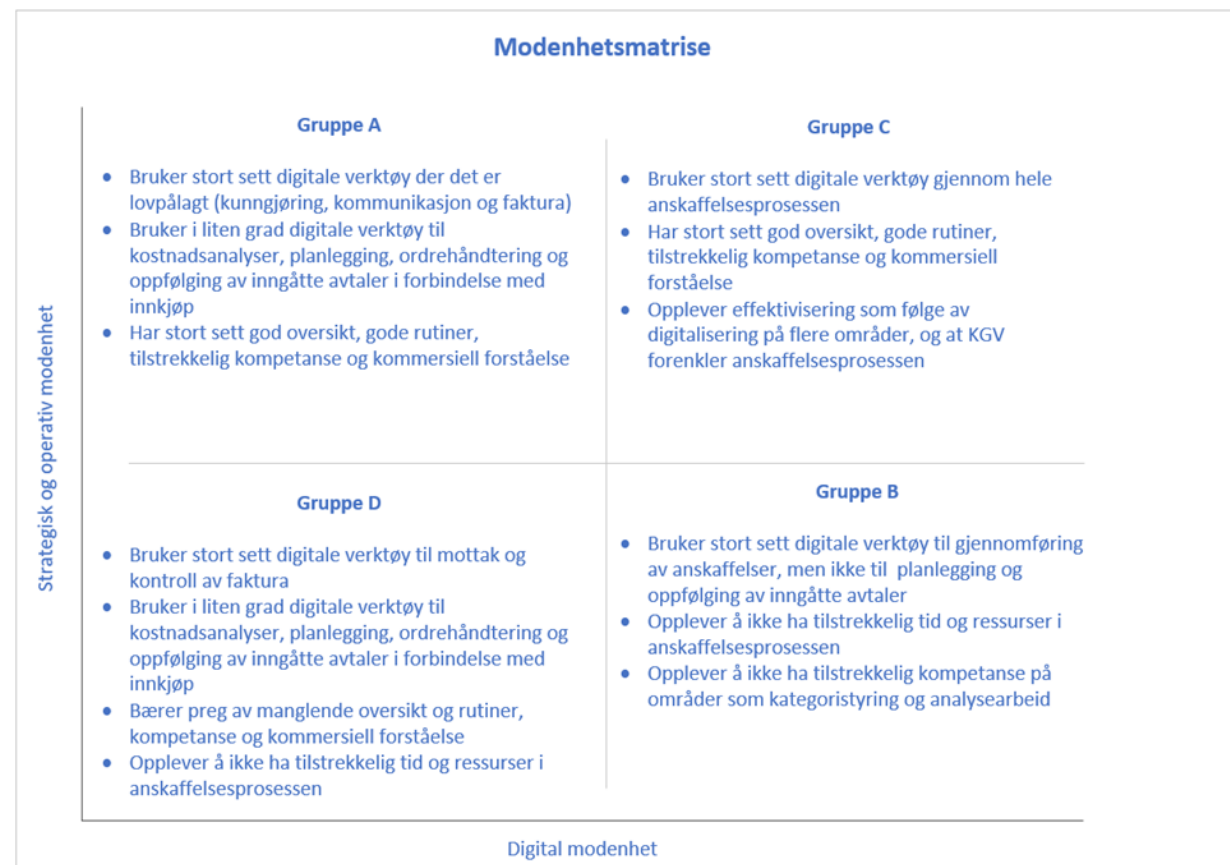 Modenhetsmatrise
Strategisk og operativ modenhet
Gruppe A
• Bruker stort sett digitale verktøy der det er
lovpålagt (kunngjøring, kommunikasjon og faktura)
• Bruker i liten grad digitale verktøy til
kostnadsanalyser, planlegging, ordrehåndtering og
oppfølging av inngåtte avtaler i forbindelse med
innkjøp
• Har stort sett god oversikt, gode rutiner,
tilstrekkelig kompetanse og kommersiell forståelse
Gruppe C
• Bruker stort sett digitale verktøy gjennom hele
anskaffelsesprosessen
• Har stort sett god oversikt, gode rutiner,
tilstrekkelig kompetanse og kommersiell
forståelse
• Opplever effektivisering som følge av
digitalisering på flere områder, og at KGV
forenkler anskaffelsesprosessen
Gruppe D
• Bruker stort sett digitale verktøy til mottak og
kontroll av faktura
• Bruker i liten grad digitale verktøy til
kostnadsanalyser, planlegging, ordrehåndtering og
oppfølging av inngåtte avtaler i forbindelse med
innkjøp
• Bærer preg av manglende oversikt og rutiner,
kompetanse og kommersiell forståelse
• Opplever å ikke ha tilstrekkelig tid og ressurser i
anskaffelsesprosessen
Gruppe B
• Bruker stort sett digitale verktøy til gjennomføring
av anskaffelser, men ikke til planlegging og
oppfølging av inngåtte avtaler
• Opplever å ikke ha tilstrekkelig tid og ressurser i
anskaffelsesprosessen
• Opplever å ikke ha tilstrekkelig kompetanse på
områder som kategoristyring og analysearbeid
Digital modenhet